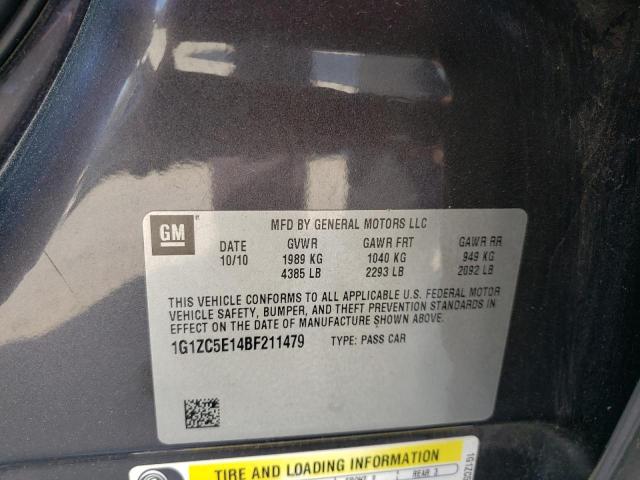 GM
MFD BY GENERAL MOTORS LLC
DATE GVWR GAWR FRT GAWR RR
10/10 1989 KG 1040 KG 949 KG
4385 LB 2293 LB 2092 LB
THIS VEHICLE CONFORMS TO ALL APPLICABLE U.S. FEDERAL MOTOR
VEHICLE SAFETY, BUMPER, AND THEFT PREVENTION STANDARDS IN
EFFECT ON THE DATE OF MANUFACTURE SHOWN ABOVE.
1G1ZC5E14BF211479 TYPE: PASS CAR
TIRE AND LOADING INFORMATION
REAR 3